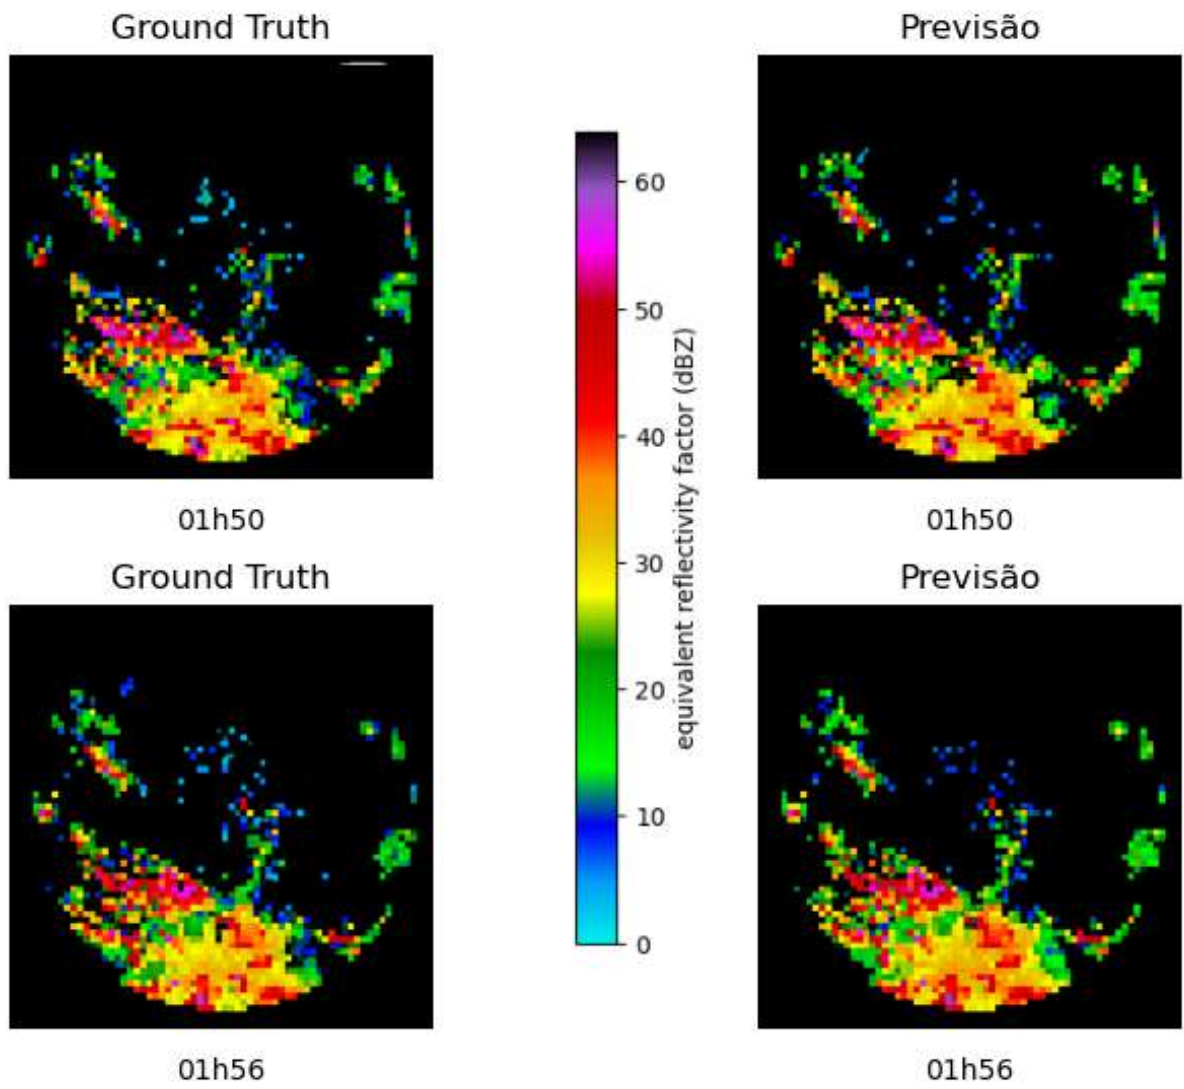 Ground Truth
Previsão
01h50
01h50
60
50
40
30
20
10
0
equivalent reflectivity factor (dBZ)
Ground Truth
Previsão
01h56
01h56